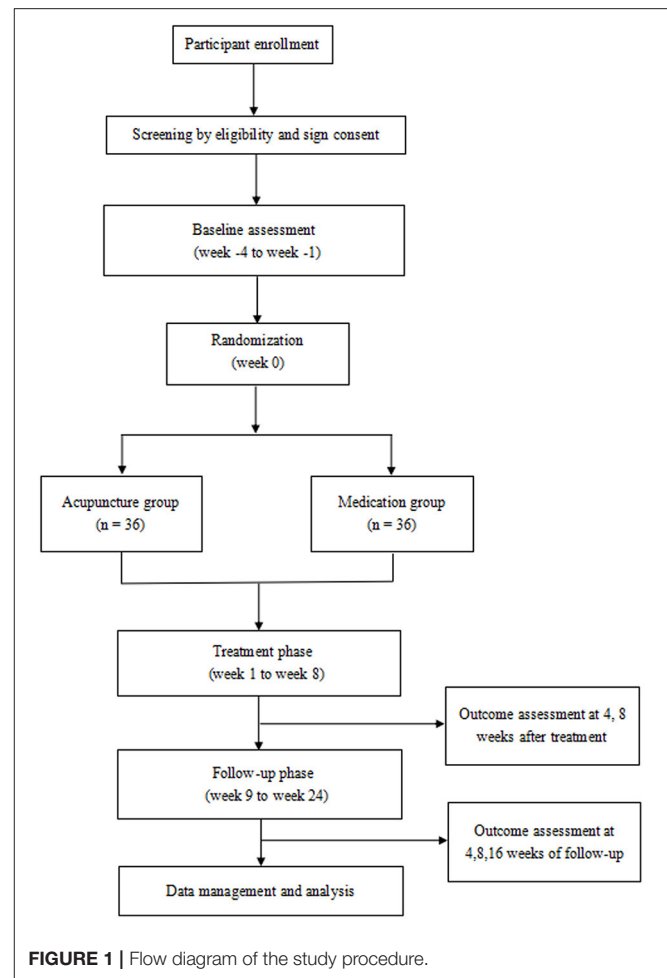 Participant enrollment
Screening by eligibility and sign consent
Baseline assessment
(week -4 to week -1)
Randomization
(week 0)
Acupuncture group
(n = 36)
Medication group
(n = 36)
Treatment phase
(week 1 to week 8)
Outcome assessment at 4, 8
weeks after treatment
Follow-up phase
(week 9 to week 24)
Outcome assessment at
4,8,16 weeks of follow-up
Data management and analysis
FIGURE 1 | Flow diagram of the study procedure.